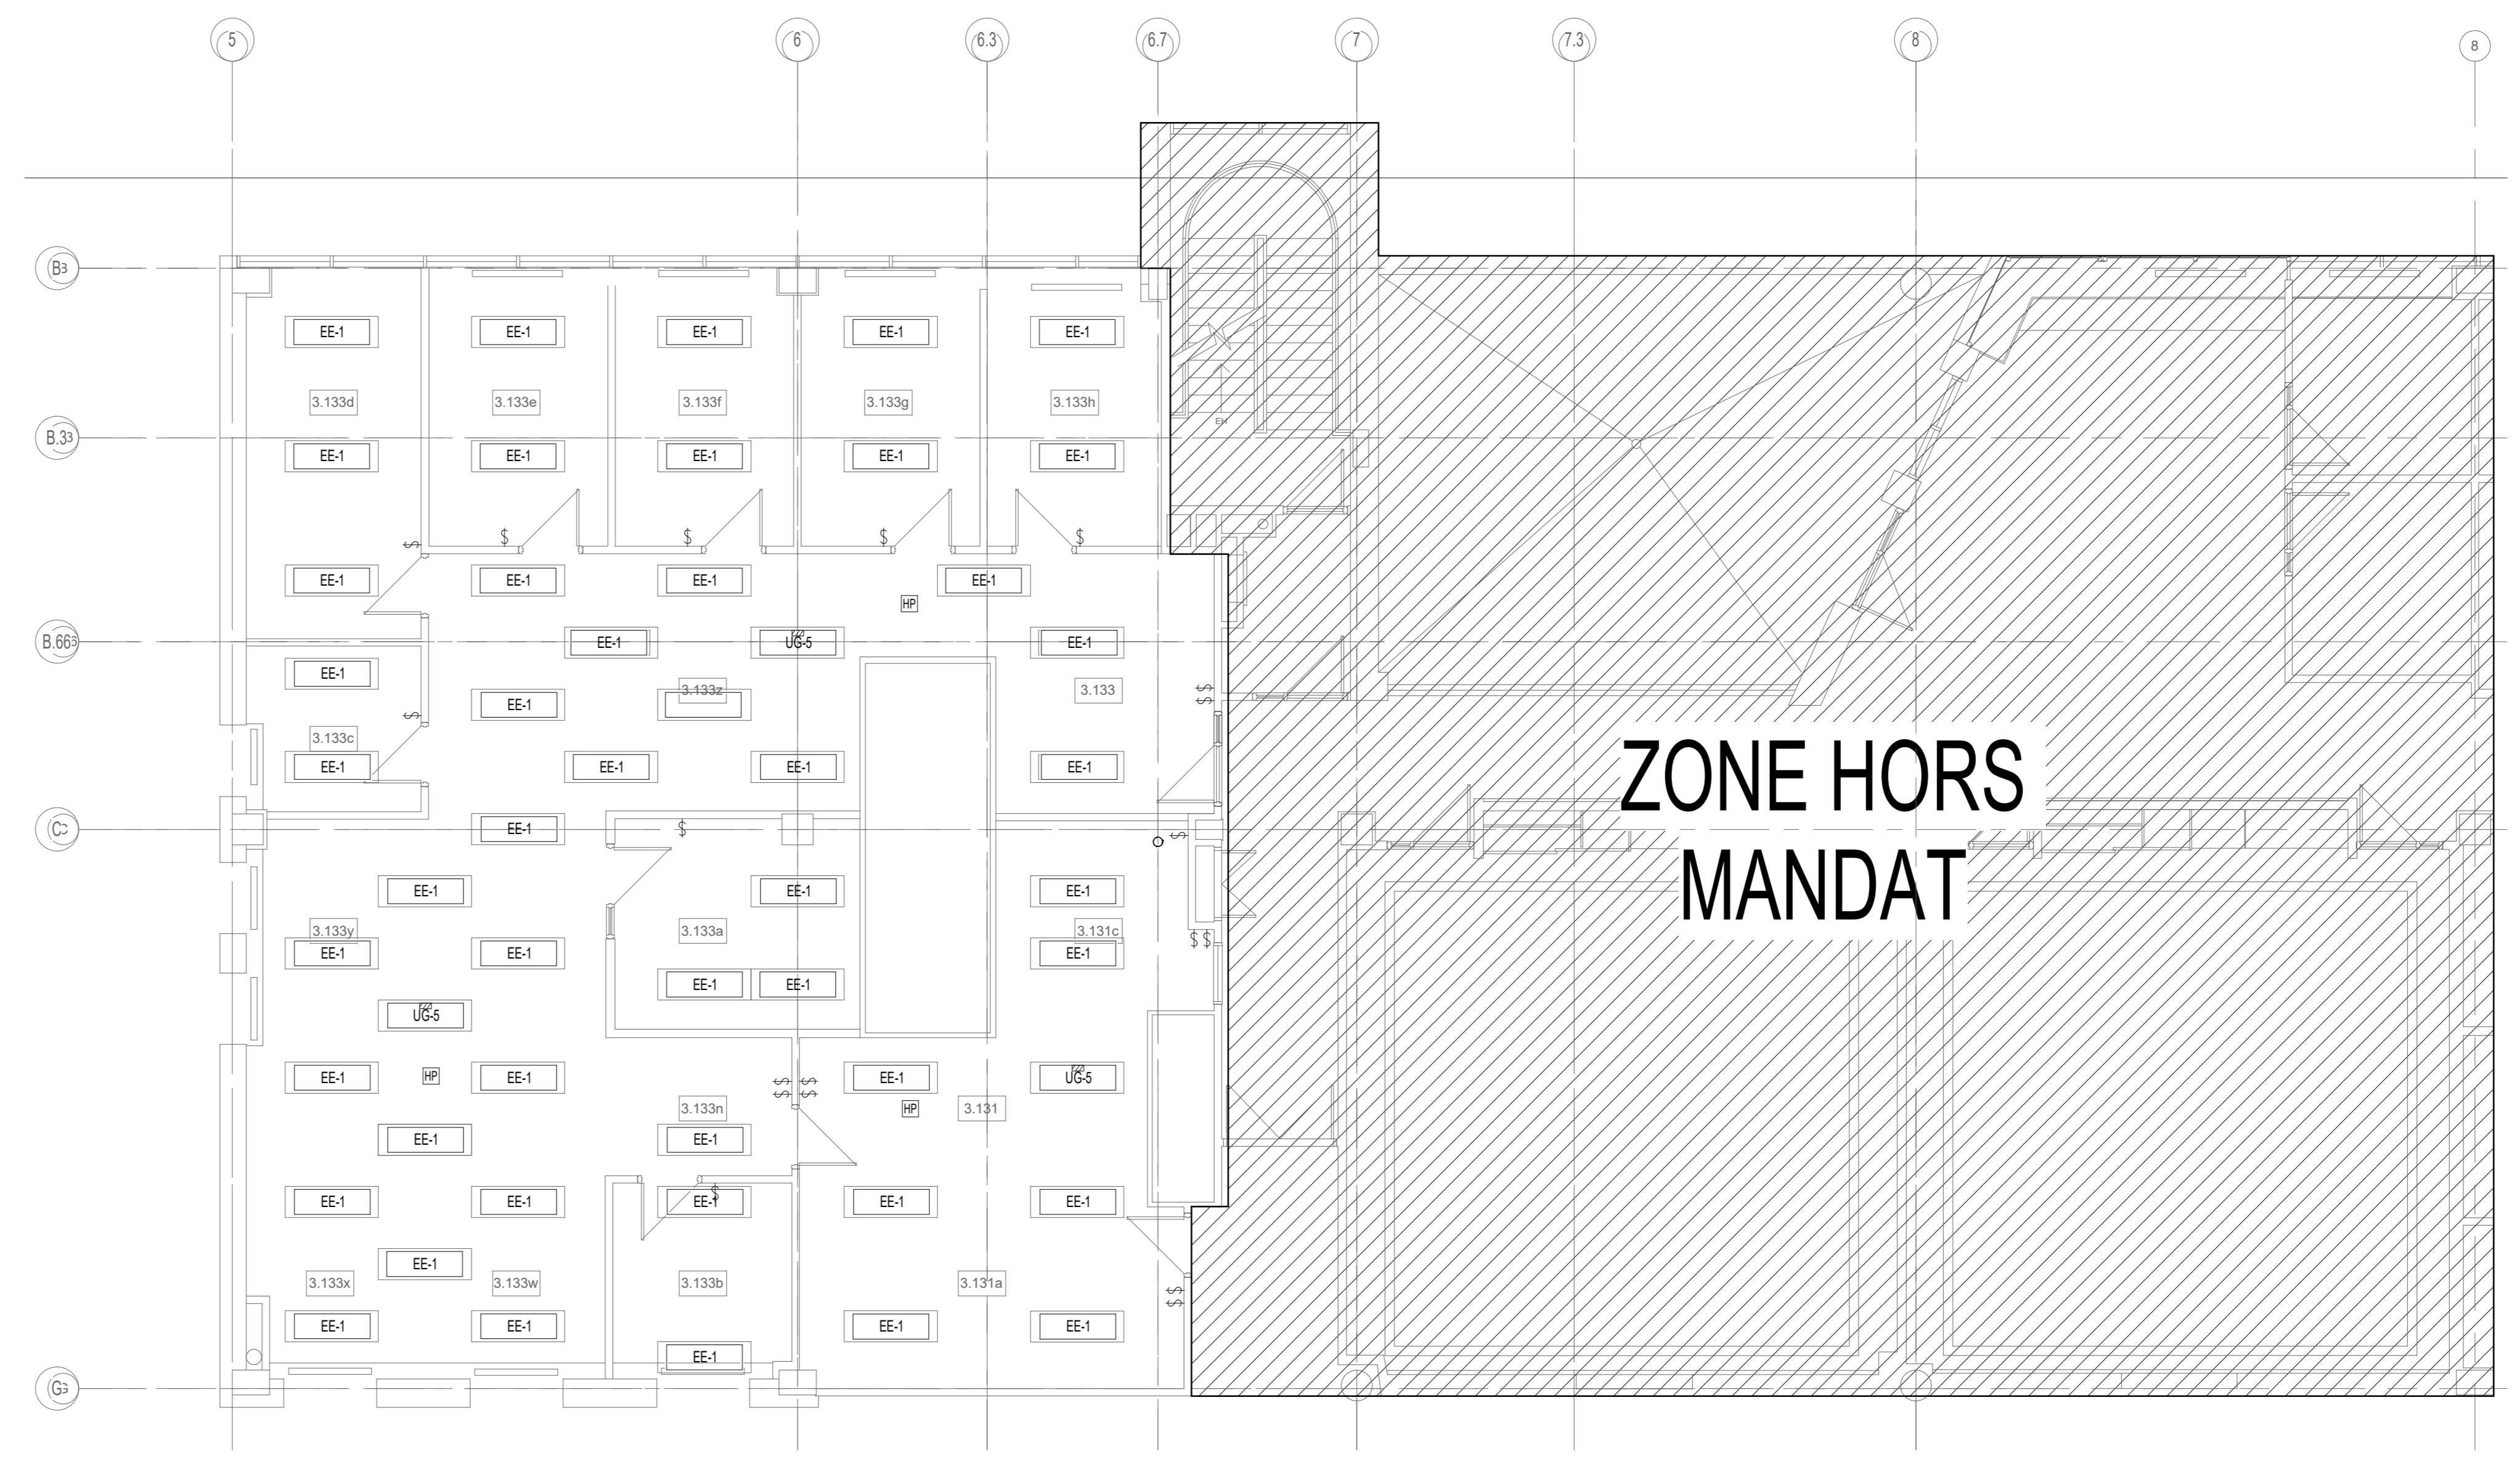 5 6 6.3 6.7 7 7.3 8 8
B
EE-1 EE-1 EE-1 EE-1 EE-1
3.133d 3.133e 3.133f 3.133g 3.133h
EH
B.33
EE-1 EE-1 EE-1 EE-1 EE-1
$ $ $ $ $
EE-1 EE-1 EE-1 EE-1
HP
B.66
EE-1 UG-5 EE-1
EE-1
3.133z 3.133
$ $ $
EE-1
3.133c
EE-1 EE-1 EE-1 EE-1
ZONE HORS
C
EE-1 $ $
MANDAT
EE-1 EE-1 EE-1
3.133y 3.133a 3.131c
$ $
EE-1 EE-1 EE-1
EE-1 EE-1
UG-5
EE-1 HP EE-1 EE-1 UG-5
$ $
$ $
3.133n HP 3.131
EE-1 EE-1
EE-1 EE-1 EE-1 EE-1 EE-1
$
EE-1
3.133x 3.133w 3.133b 3.131a
$
$
EE-1 EE-1 EE-1 EE-1
EE-1
G